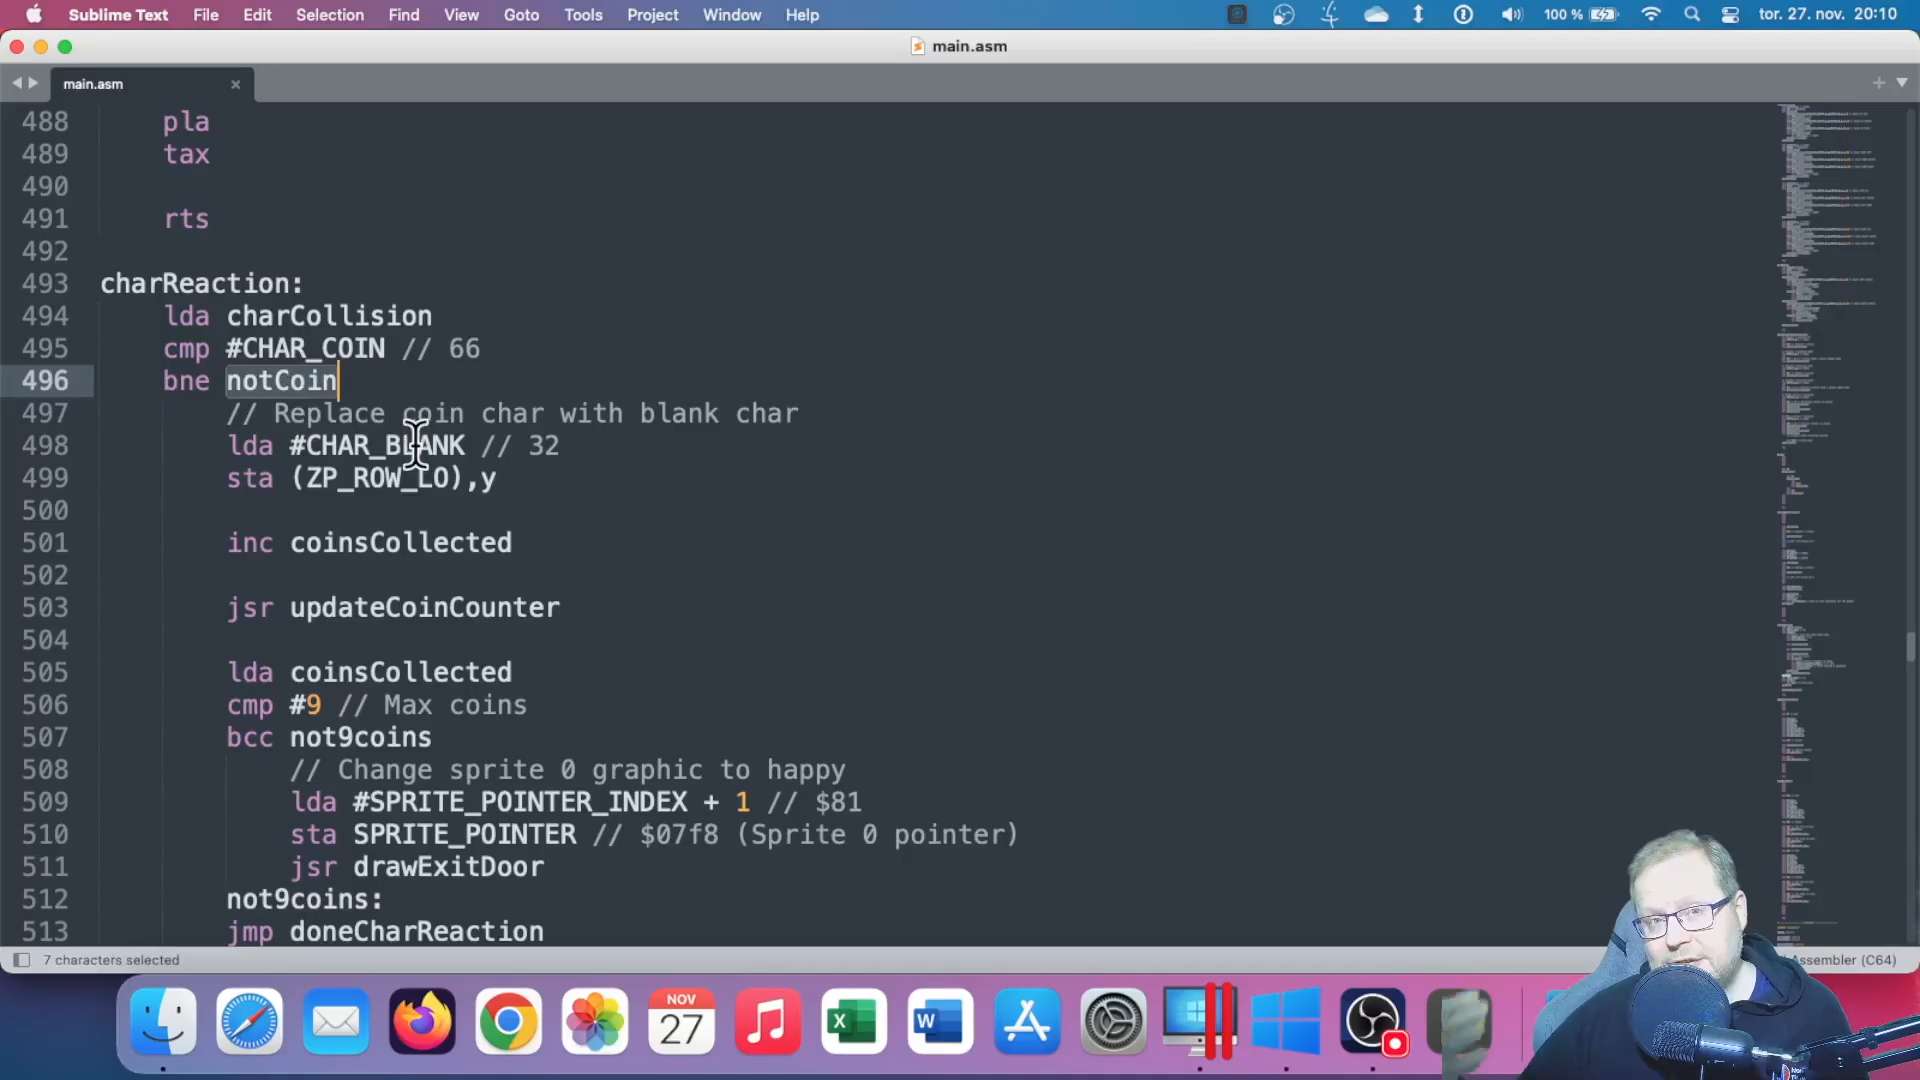 Sublime Text File Edit Selection Find View Goto Tools Project Window Help 100 % tor. 27. nov. 20:10
main.asm
main.asm
488 pla
489 tax
490
491 rts
492
493 charReaction:
494 lda charCollision
495 cmp #CHAR_COIN // 66
496 bne notCoin
497 // Replace coin char with blank char
498 lda #CHAR_BLANK // 32
499 sta (ZP_ROW_LO),y
500
501 inc coinsCollected
502
503 jsr updateCoinCounter
504
505 lda coinsCollected
506 cmp #9 // Max coins
507 bcc not9coins
508 // Change sprite 0 graphic to happy
509 lda #SPRITE_POINTER_INDEX + 1 // $81
510 sta SPRITE_POINTER // $07f8 (Sprite 0 pointer)
511 jsr drawExitDoor
512 not9coins:
513 jmp doneCharReaction
7 characters selected
Assembler (C64)
NOV
27